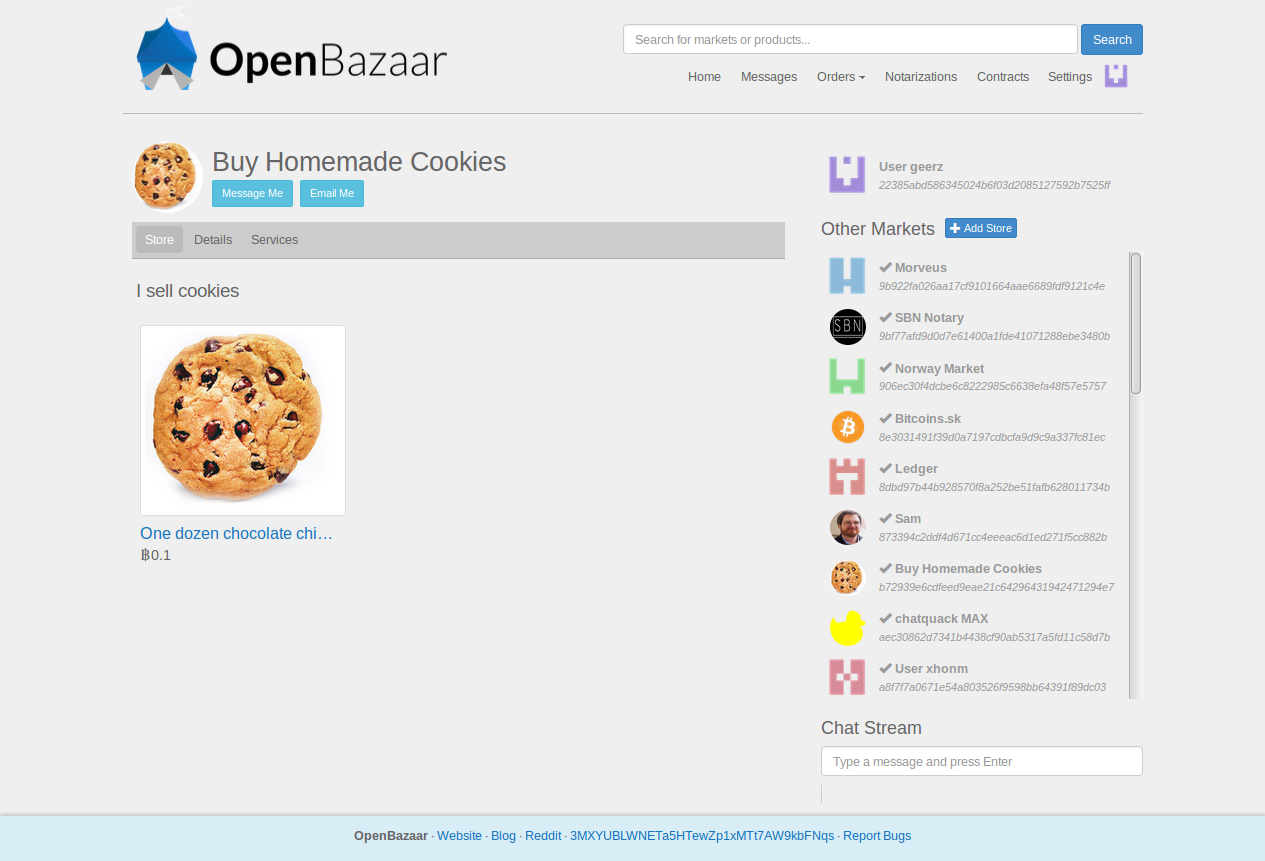 OpenBazaar
Search for markets or products...
Search
Home
Messages
Orders
Notarizations
Contracts
Settings
Buy Homemade Cookies
Message Me
Email Me
Store
Details
Services
I sell cookies
One dozen chocolate chi…
฿0.1
User geerz
22385abd586345024b6f03d2085127592b7525ff
Other Markets
Add Store
Morveus
9b922fa026aa17cf9101664aae6689fdf9121c4e
SBN
SBN Notary
9bf77afd9d0d7e61400a1fde41071288ebe3480b
Norway Market
906ec30f4dcbe6c8222985c6638efa48f57e5757
Bitcoins.sk
8e3031491f39d0a7197cdbcfa9d9c9a337fc81ec
Ledger
8dbd97b44b928570f8a252be51fafb628011734b
Sam
873394c2ddf4d671cc4eeeac6d1ed271f5cc882b
Buy Homemade Cookies
b72939e6cdfeed9eae21c64296431942471294e7
chatquack MAX
aec30862d7341b4438cf90ab5317a5fd11c58d7b
User xhonm
a8f7f7a0671e54a803526f9598bb64391f89dc03
Chat Stream
Type a message and press Enter
OpenBazaar · Website · Blog · Reddit · 3MXYUBLWNETa5HTewZp1xMTt7AW9kbFNqs · Report Bugs